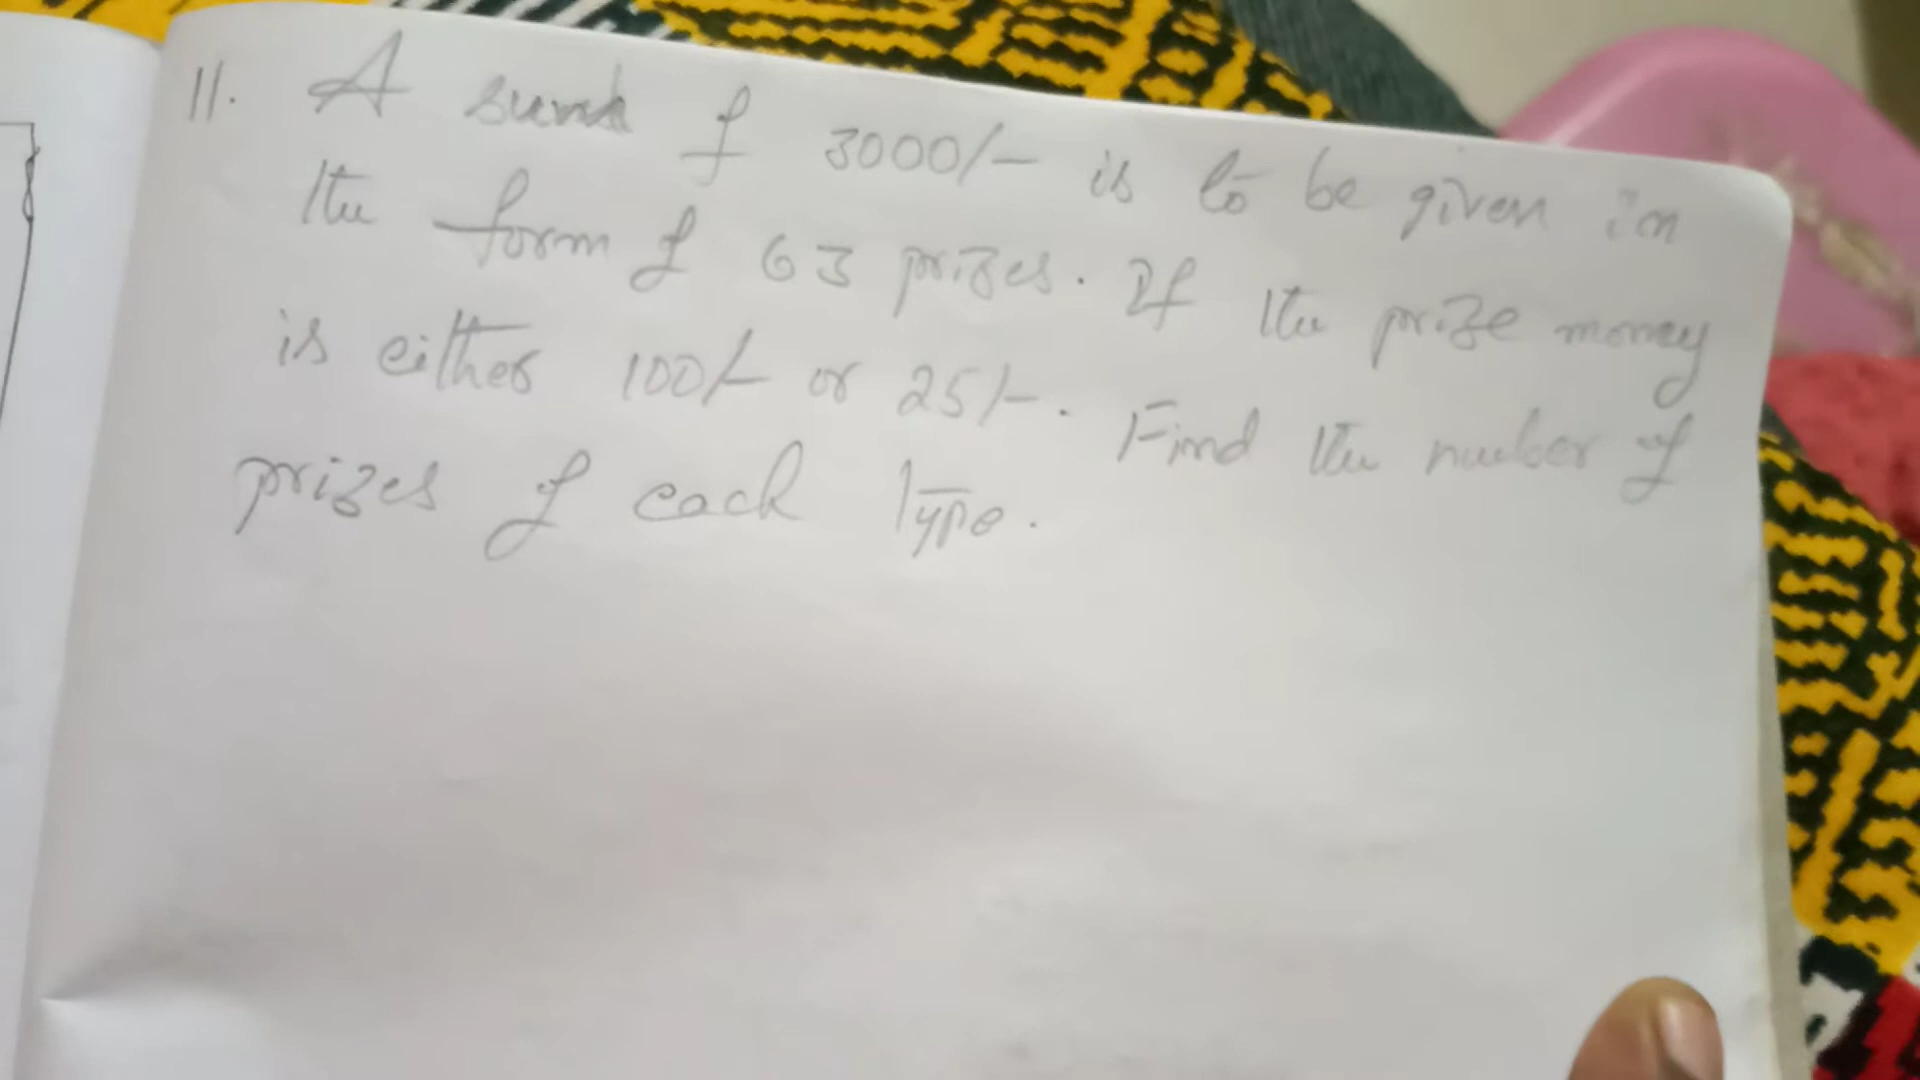 11. A sum of 3000/- is to be given in
the form of 63 prizes. If the prize money
is either 100/- or 25/-. Find the number of
prizes of each type.